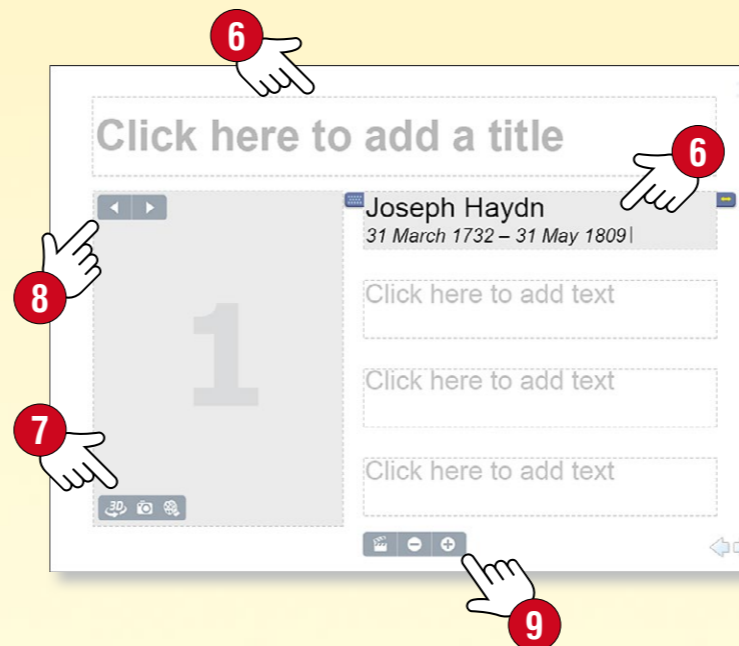 6
Click here to add a title
6
Joseph Haydn
31 March 1732 – 31 May 1809
8
1
Click here to add text
Click here to add text
7
Click here to add text
3D
9